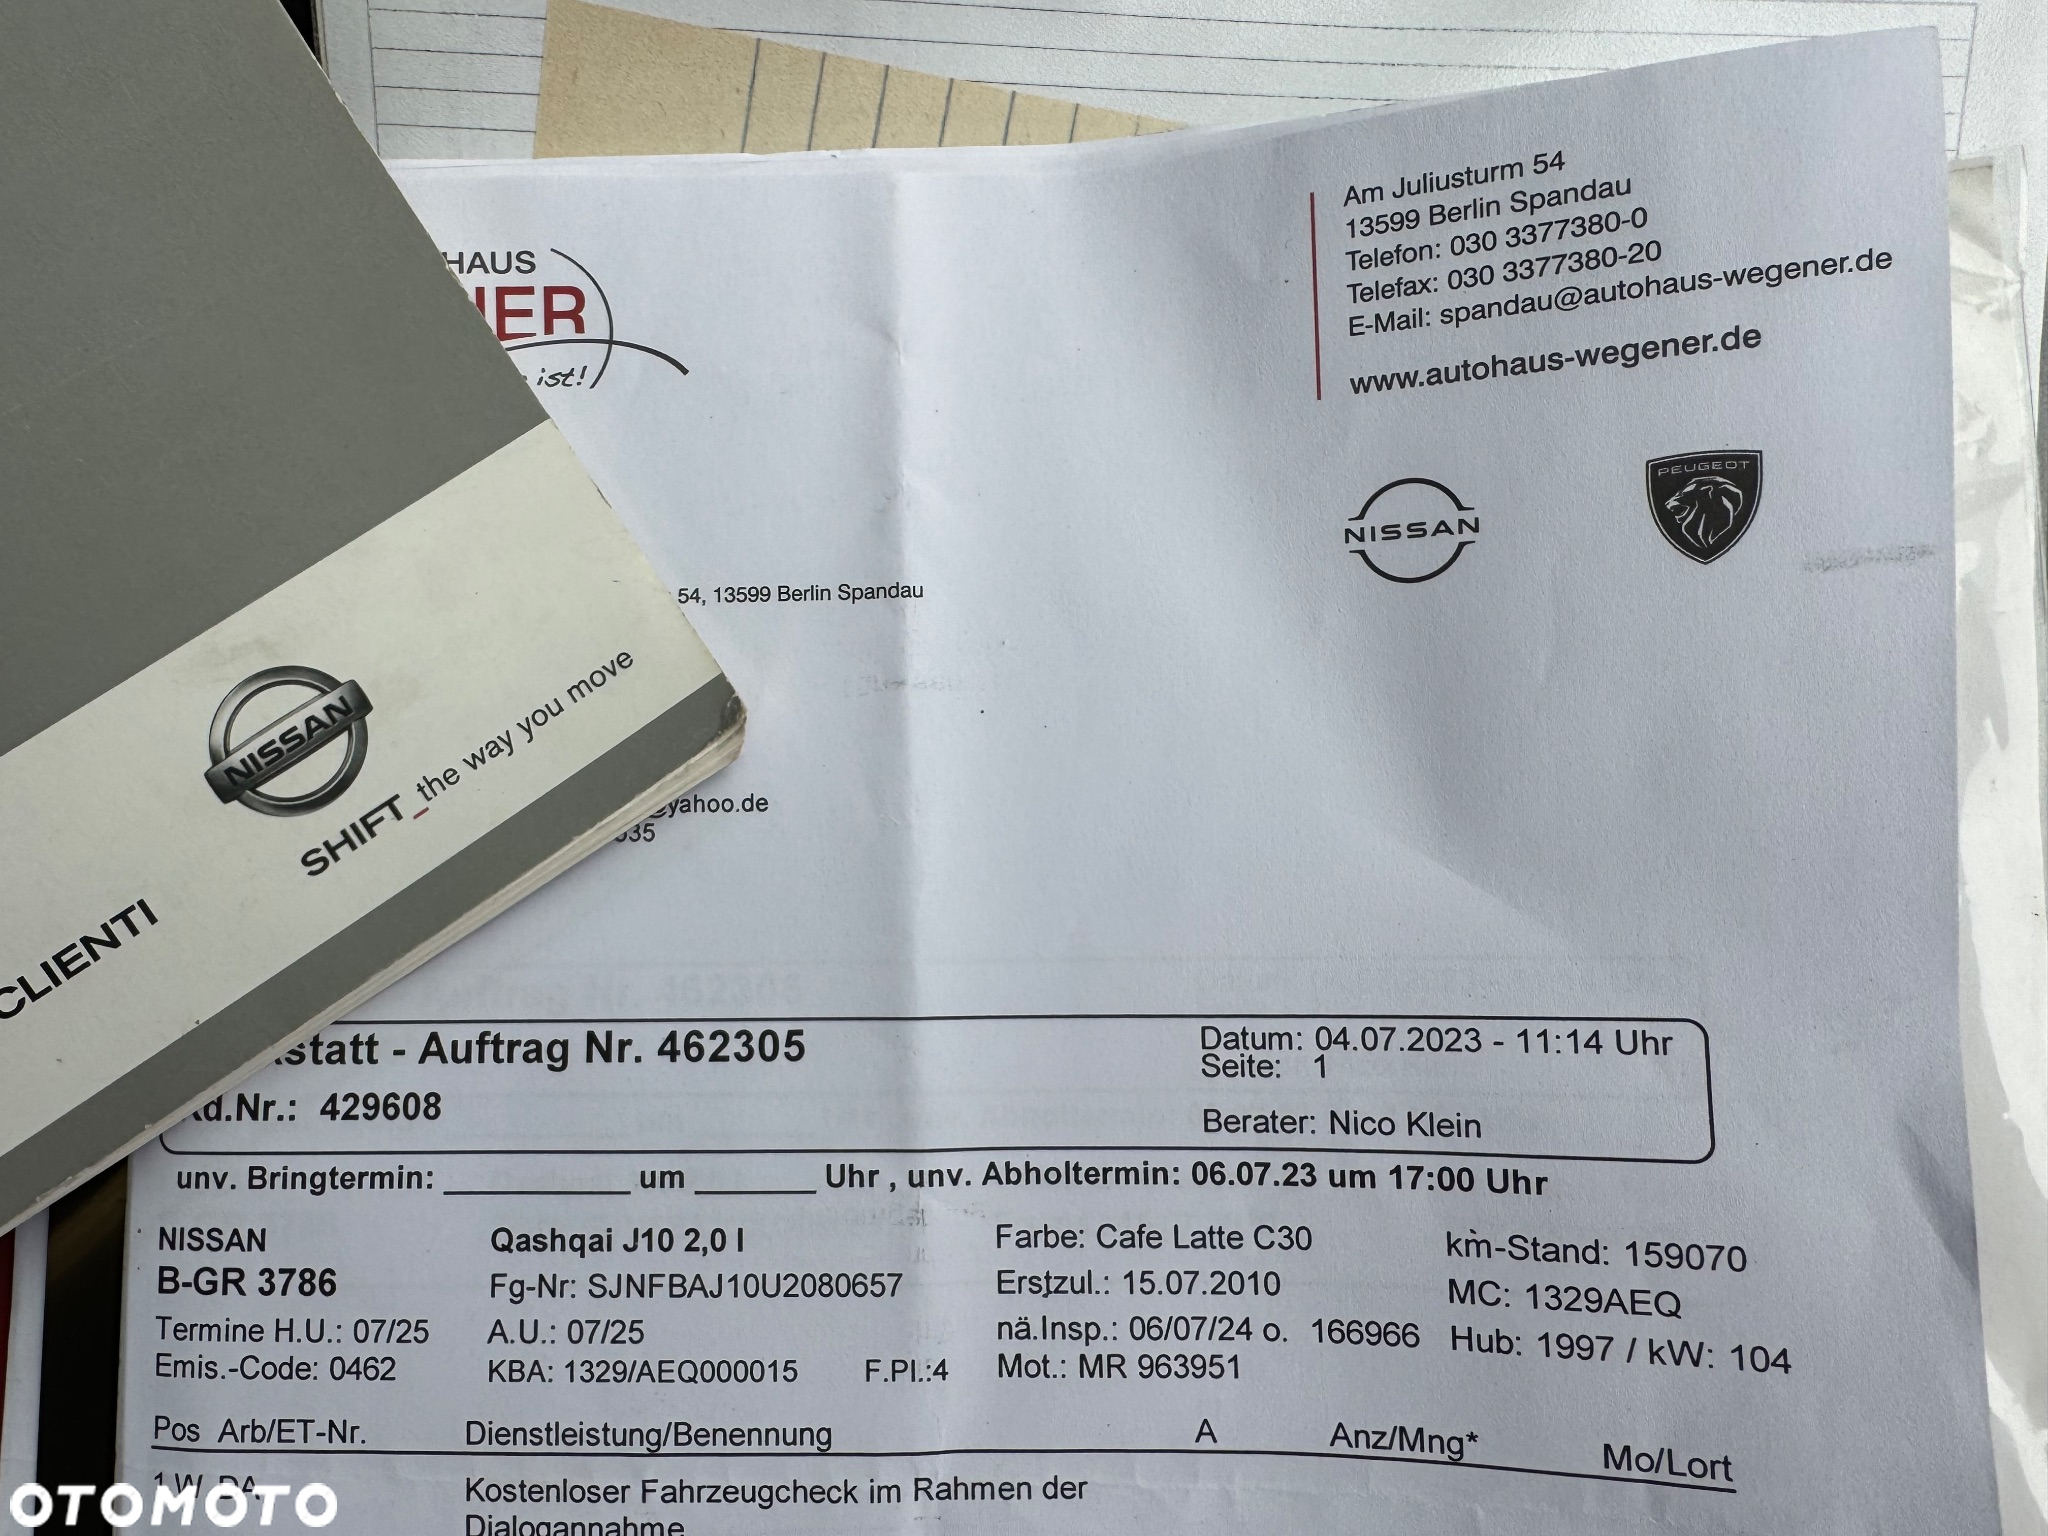 HAUS
ist!
Am Juliusturm 54
13599 Berlin Spandau
Telefon: 030 3377380-0
Telefax: 030 3377380-20
E-Mail: spandau@autohaus-wegener.de
www.autohaus-wegener.de
NISSAN
PEUGEOT
54, 13599 Berlin Spandau
NISSAN
SHIFT_the way you move
CLIENTI
@yahoo.de
statt - Auftrag Nr. 462305
Datum: 04.07.2023 - 11:14 Uhr
Seite: 1
Kd.Nr.: 429608
Berater: Nico Klein
unv. Bringtermin: __________ um _______ Uhr , unv. Abholtermin: 06.07.23 um 17:00 Uhr
NISSAN Qashqai J10 2,0 l Farbe: Cafe Latte C30 km-Stand: 159070
B-GR 3786 Fg-Nr: SJNFBAJ10U2080657 Erstzul.: 15.07.2010 MC: 1329AEQ
Termine H.U.: 07/25 A.U.: 07/25 nä.Insp.: 06/07/24 o. 166966 Hub: 1997 / kW: 104
Emis.-Code: 0462 KBA: 1329/AEQ000015 F.Pl.:4 Mot.: MR 963951
Pos Arb/ET-Nr. Dienstleistung/Benennung A Anz/Mng* Mo/Lort
1 W Kostenloser Fahrzeugcheck im Rahmen der
Dialogannahme
OTOMOTO